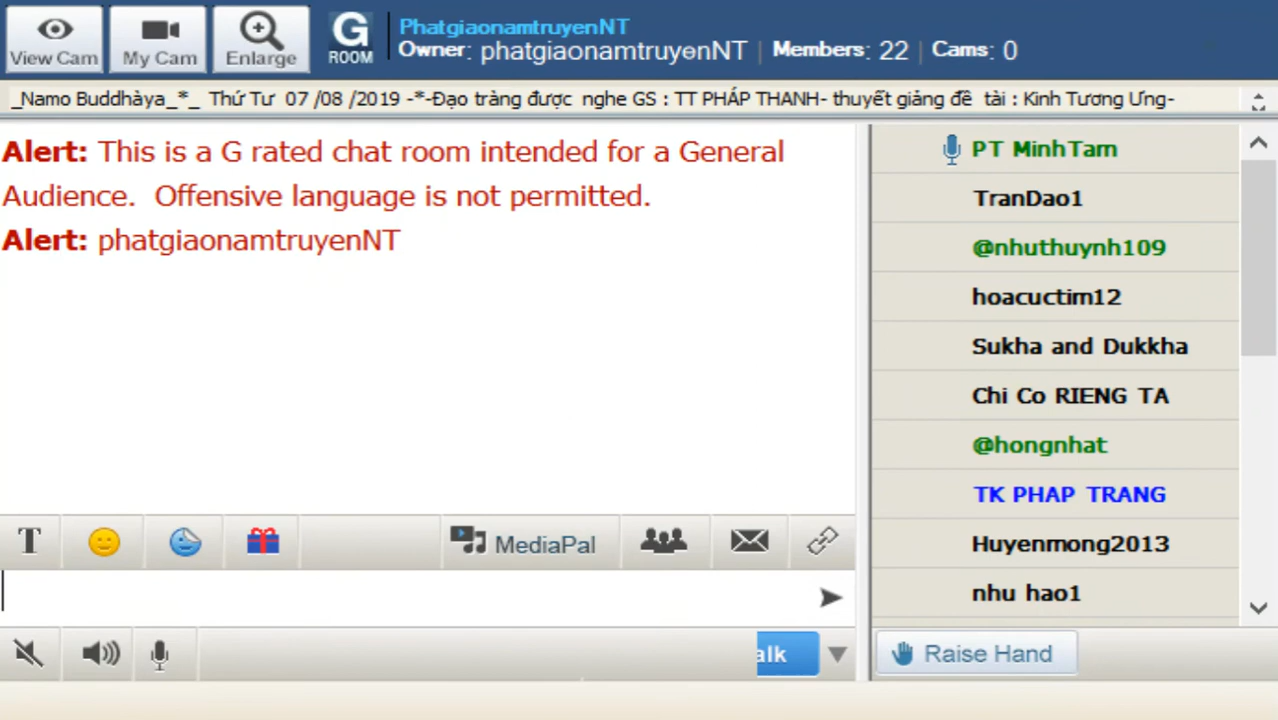 PhatgiaonamtruyenNT
View Cam
My Cam
Enlarge
G
ROOM
Owner: phatgiaonamtruyenNT | Members: 22 | Cams: 0
_Namo Buddhàya_*_ Thứ Tư 07 /08 /2019 -*-Đạo tràng được nghe GS : TT PHÁP THANH- thuyết giảng đề tài : Kinh Tương Ưng-
Alert: This is a G rated chat room intended for a General
Audience. Offensive language is not permitted.
Alert: phatgiaonamtruyenNT
PT MinhTam
TranDao1
@nhuthuynh109
hoacuctim12
Sukha and Dukkha
Chi Co RIENG TA
@hongnhat
TK PHAP TRANG
Huyenmong2013
nhu hao1
T
MediaPal
alk
Raise Hand